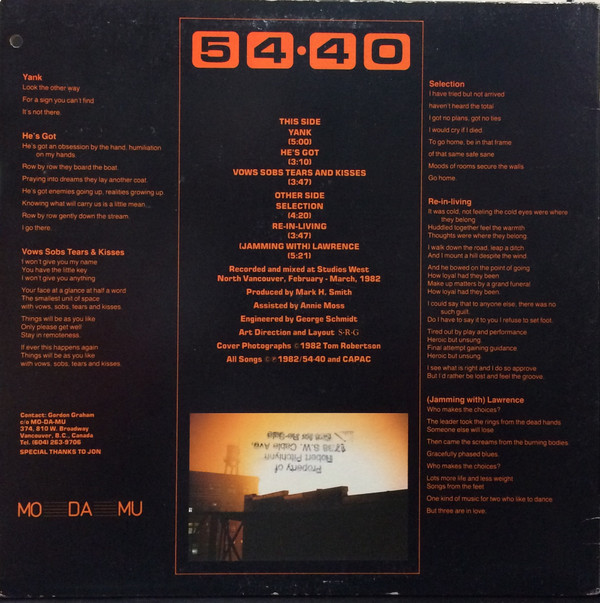 54·40
Yank
Look the other way
For a sign you can't find
It's not there.
He's Got
He's got an obsession by the hand, humiliation
on my hands
Row by row they board the boat.
Praying into dreams they lay another coat.
He's got enemies going up, realities growing up
Knowing what will carry us is a little mean...
Row by row gently down the stream.
I go there.
Vows Sobs Tears & Kisses
I won't give you my name
You have the little key
I won't give you anything
Your face at a glance at half a word
The smallest unit of space
with vows, sobs, tears and kisses.
Things will be as you like
Only please get well
Stay in remoteness.
If ever this happens again
Things will be as you like
with vows, sobs, tears and kisses.
Contact: Gordon Graham
c/o MO-DA-MU
374, 810 W. Broadway
Vancouver, B.C., Canada
Tel. (604) 263-9706
SPECIAL THANKS TO JON
MO DA MU
THIS SIDE
YANK
(5:00)
HE'S GOT
(3:10)
VOWS SOBS TEARS AND KISSES
(3:47)
OTHER SIDE
SELECTION
(4:20)
RE-IN-LIVING
(3:47)
(JAMMING WITH) LAWRENCE
(5:21)
Recorded and mixed at Studios West
North Vancouver, February - March, 1982
Produced by Mark H. Smith
Assisted by Annie Moss
Engineered by George Schmidt
Art Direction and Layout S·R·G
Cover Photographs ©1982 Tom Robertson
All Songs ©℗1982/54·40 and CAPAC
Property of
Robert Pitchlynn
2738 S.W. Cable Ave.
Selection
I have tried but not arrived
haven't heard the total
I got no plans, got no lies
I would cry if I died.
To go home, be in that frame
of that same safe sane
Moods of rooms secure the walls
Go home.
Re-in-living
It was cold, not feeling the cold eyes were where
they belong
Huddled together feel the warmth
Thoughts were where they belong.
I walk down the road, leap a ditch
And I mount a hill despite the wind.
And he bowed on the point of going
How loyal had they been
Make up matters by a grand funeral
How loyal had they been.
I could say that to anyone else, there was no
such guilt.
Do I have to say it to you I refuse to set foot.
Tired out by play and performance
Heroic but unsung.
Final attempt gaining guidance
Heroic but unsung.
I see what is right and I do so approve
But I'd rather be lost and feel the groove.
(Jamming with) Lawrence
Who makes the choices?
The leader took the rings from the dead hands
Someone else will lose
Then came the screams from the burning bodies.
Gracefully phased blues.
Who makes the choices?
Lots more life and less weight
Songs from the feet
One kind of music for two who like to dance.
But three are in love.